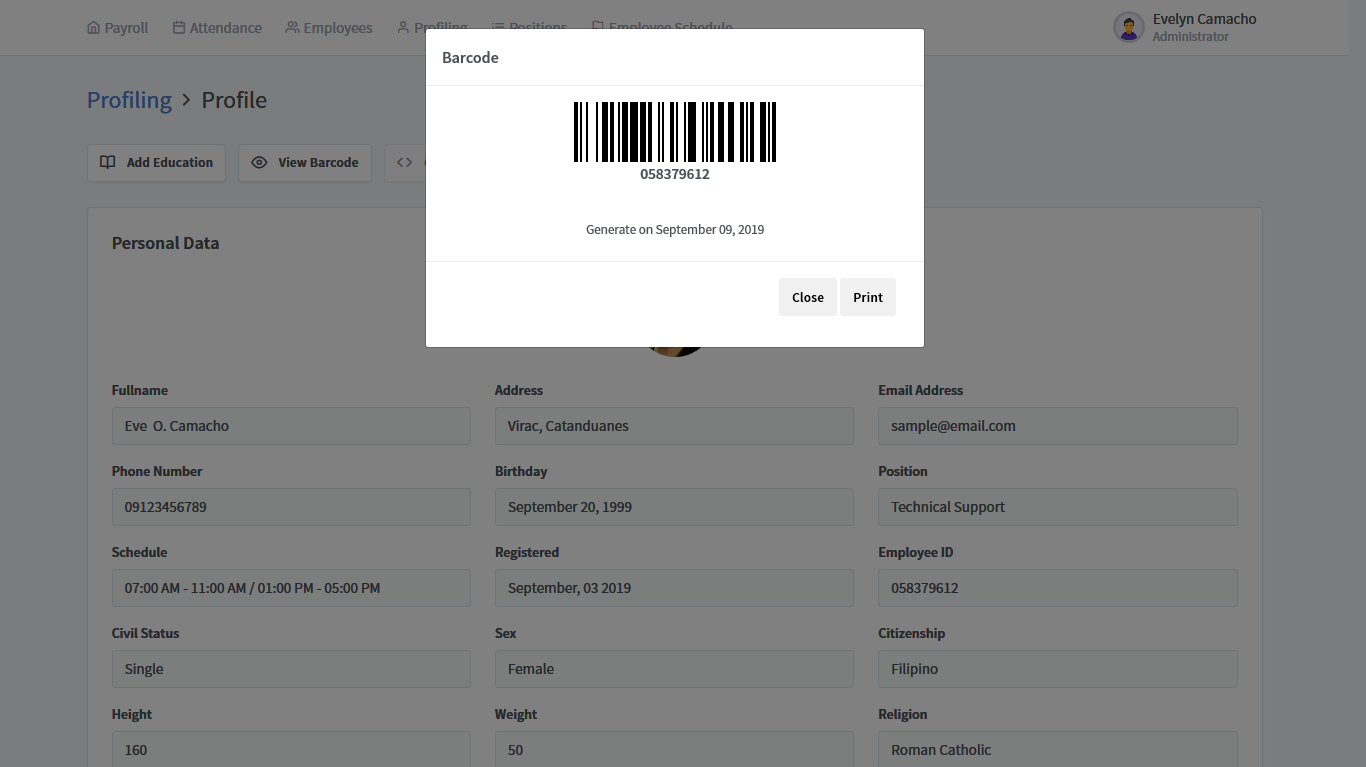 Payroll Attendance Employees Profiling Positions Employee Schedule
Evelyn Camacho
Administrator
Barcode
Profiling > Profile
058379612
Add Education View Barcode
Generate on September 09, 2019
Personal Data
Close Print
Fullname Address Email Address
Eve O. Camacho Virac, Catanduanes sample@email.com
Phone Number Birthday Position
09123456789 September 20, 1999 Technical Support
Schedule Registered Employee ID
07:00 AM - 11:00 AM / 01:00 PM - 05:00 PM September, 03 2019 058379612
Civil Status Sex Citizenship
Single Female Filipino
Height Weight Religion
160 50 Roman Catholic